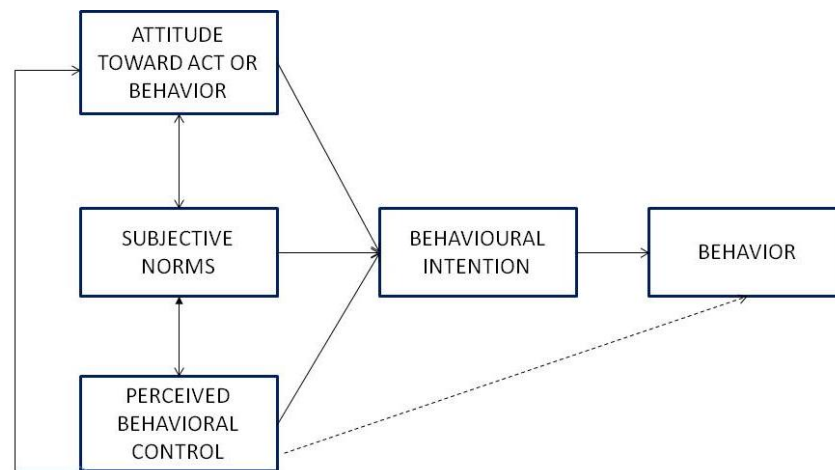 ATTITUDE
TOWARD ACT OR
BEHAVIOR
SUBJECTIVE
NORMS
PERCEIVED
BEHAVIORAL
CONTROL
BEHAVIOURAL
INTENTION
BEHAVIOR